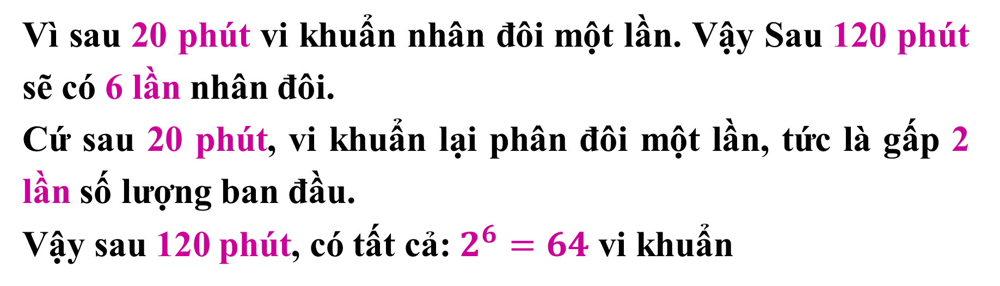 Vì sau 20 phút vi khuẩn nhân đôi một lần. Vậy Sau 120 phút
sẽ có 6 lần nhân đôi.
Cứ sau 20 phút, vi khuẩn lại phân đôi một lần, tức là gấp 2
lần số lượng ban đầu.
Vậy sau 120 phút, có tất cả: 2⁶ = 64 vi khuẩn